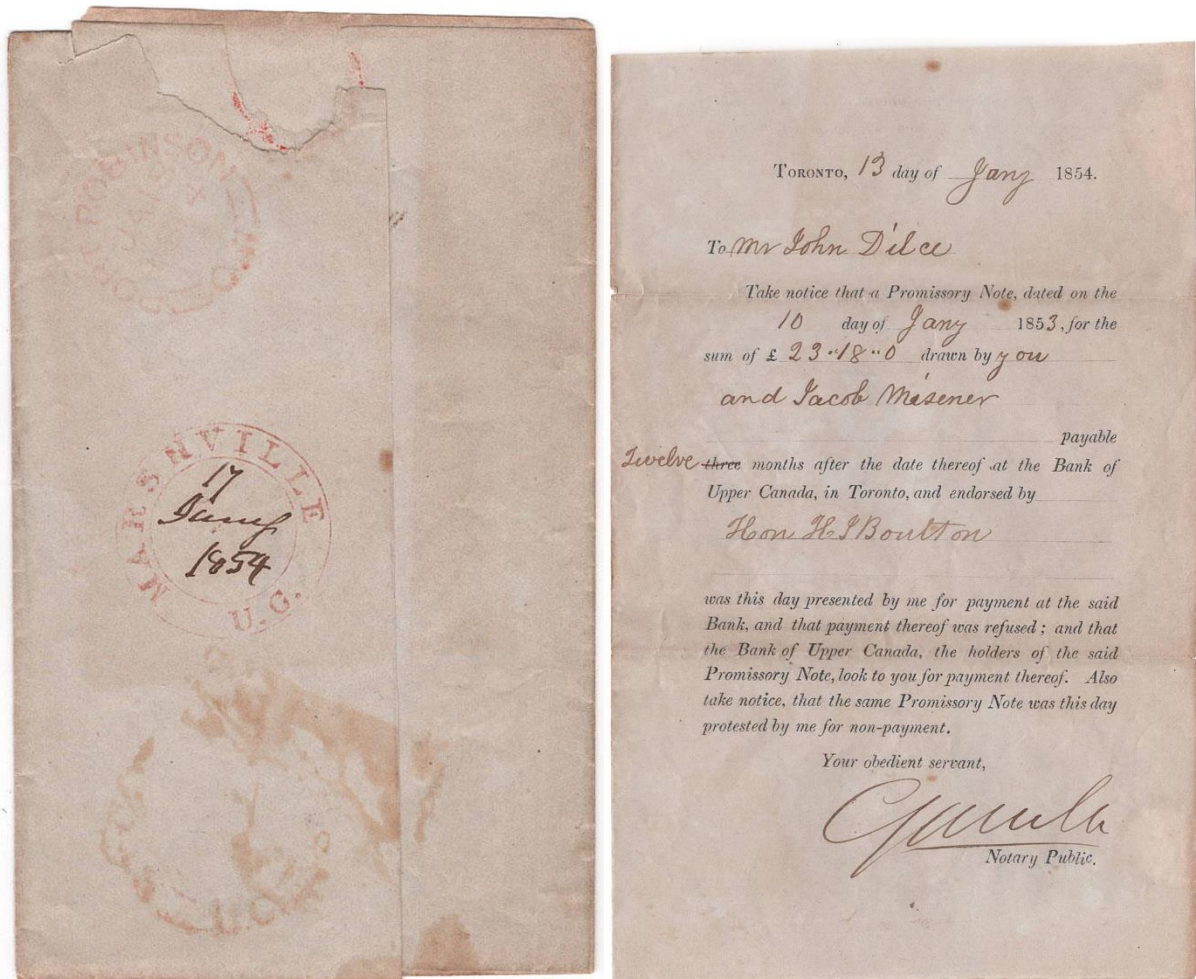 PORT ROBINSON
MARSHVILLE
17
Jany
1854
U.C.
TORONTO, 13 day of Jany 1854.
To Mr John Dilce
Take notice that a Promissory Note, dated on the
10 day of Jany 1853, for the
sum of £ 23"18"0 drawn by you
and Jacob Misener
payable
Twelve three months after the date thereof at the Bank of
Upper Canada, in Toronto, and endorsed by
Hon H J Boulton
was this day presented by me for payment at the said
Bank, and that payment thereof was refused; and that
the Bank of Upper Canada, the holders of the said
Promissory Note, look to you for payment thereof. Also
take notice, that the same Promissory Note was this day
protested by me for non-payment.
Your obedient servant,
Notary Public.